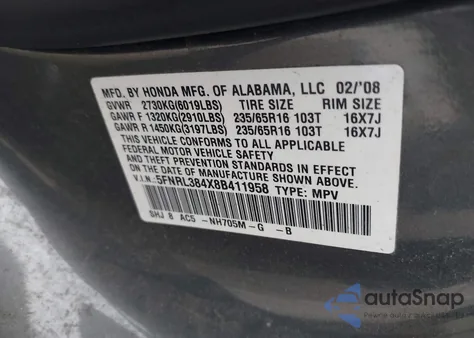 MFD. BY HONDA MFG. OF ALABAMA, LLC 02/'08
GVWR 2730KG(6019LBS) TIRE SIZE RIM SIZE
GAWR F 1320KG(2910LBS) 235/65R16 103T 16X7J
GAWR R 1450KG(3197LBS) 235/65R16 103T 16X7J
THIS VEHICLE CONFORMS TO ALL APPLICABLE
FEDERAL MOTOR VEHICLE SAFETY
AND THEFT PREVENTION STANDARDS IN EFFECT
ON THE DATE OF MANUFACTURE SHOWN ABOVE.
V.I.N. 5FNRL384X8B411958 TYPE: MPV
SHJ 8 AC5 -NH705M-G -B
autoSnap